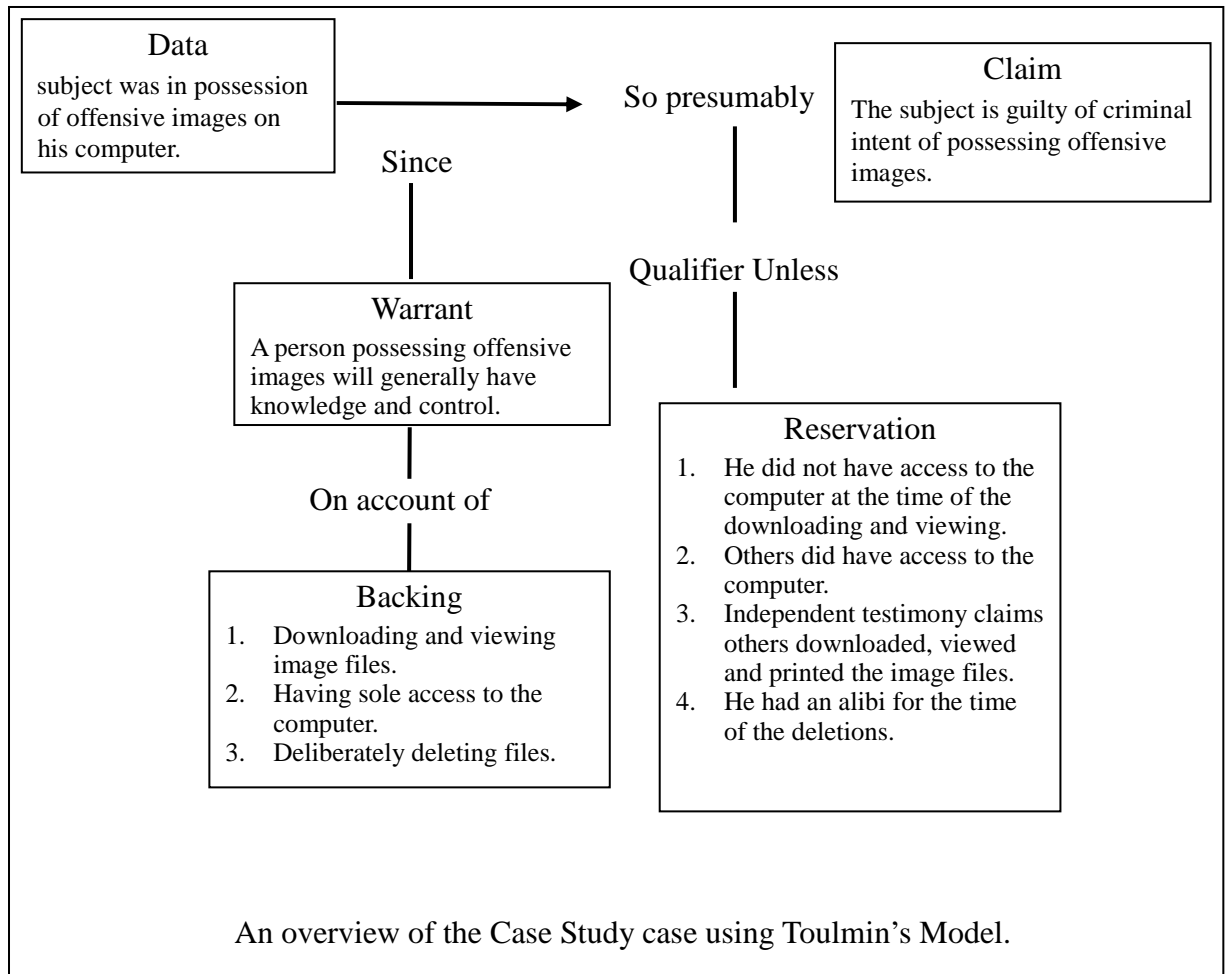 Data
subject was in possession
of offensive images on
his computer.
So presumably
Claim
The subject is guilty of criminal
intent of possessing offensive
images.
Since
Qualifier Unless
Warrant
A person possessing offensive
images will generally have
knowledge and control.
On account of
Backing
1. Downloading and viewing
image files.
2. Having sole access to the
computer.
3. Deliberately deleting files.
Reservation
1. He did not have access to the
computer at the time of the
downloading and viewing.
2. Others did have access to the
computer.
3. Independent testimony claims
others downloaded, viewed
and printed the image files.
4. He had an alibi for the time
of the deletions.
An overview of the Case Study case using Toulmin's Model.